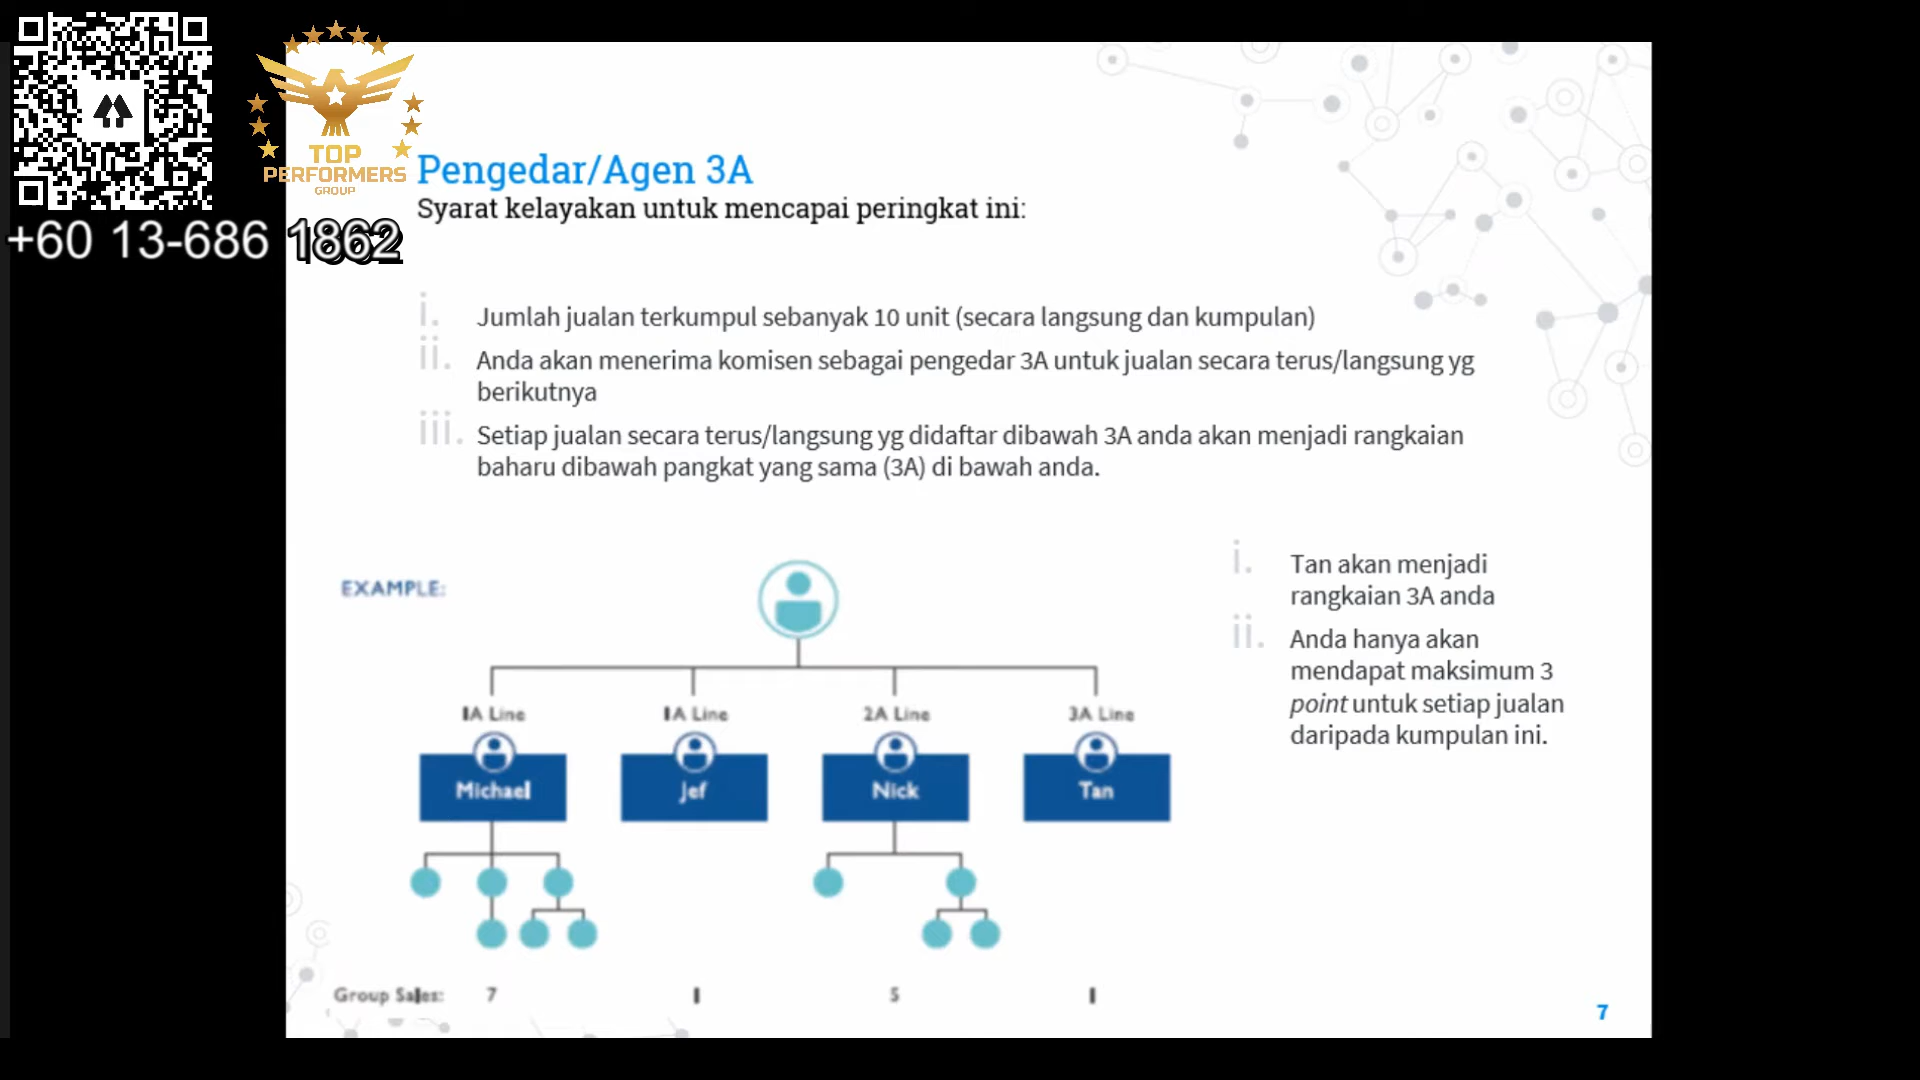 TOP
PERFORMERS
GROUP
+60 13-686 1862
Pengedar/Agen 3A
Syarat kelayakan untuk mencapai peringkat ini:
i. Jumlah jualan terkumpul sebanyak 10 unit (secara langsung dan kumpulan)
ii. Anda akan menerima komisen sebagai pengedar 3A untuk jualan secara terus/langsung yg
berikutnya
iii. Setiap jualan secara terus/langsung yg didaftar dibawah 3A anda akan menjadi rangkaian
baharu dibawah pangkat yang sama (3A) di bawah anda.
EXAMPLE:
i. Tan akan menjadi
rangkaian 3A anda
ii. Anda hanya akan
mendapat maksimum 3
point untuk setiap jualan
daripada kumpulan ini.
1A Line 1A Line 2A Line 3A Line
Michael Jef Nick Tan
Group Sales: 7 1 5 1
7